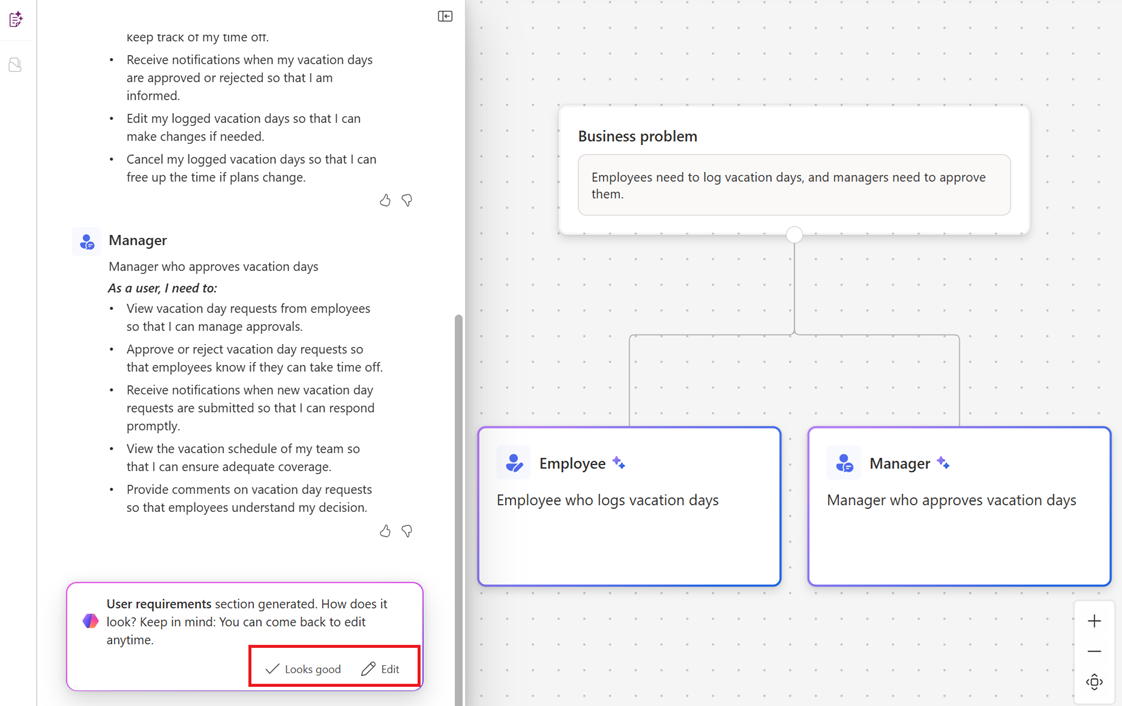 keep track of my time off.
• Receive notifications when my vacation days
are approved or rejected so that I am
informed.
• Edit my logged vacation days so that I can
make changes if needed.
• Cancel my logged vacation days so that I can
free up the time if plans change.
Manager
Manager who approves vacation days
As a user, I need to:
• View vacation day requests from employees
so that I can manage approvals.
• Approve or reject vacation day requests so
that employees know if they can take time off.
• Receive notifications when new vacation day
requests are submitted so that I can respond
promptly.
• View the vacation schedule of my team so
that I can ensure adequate coverage.
• Provide comments on vacation day requests
so that employees understand my decision.
User requirements section generated. How does it
look? Keep in mind: You can come back to edit
anytime.
Looks good Edit
Business problem
Employees need to log vacation days, and managers need to approve
them.
Employee
Employee who logs vacation days
Manager
Manager who approves vacation days